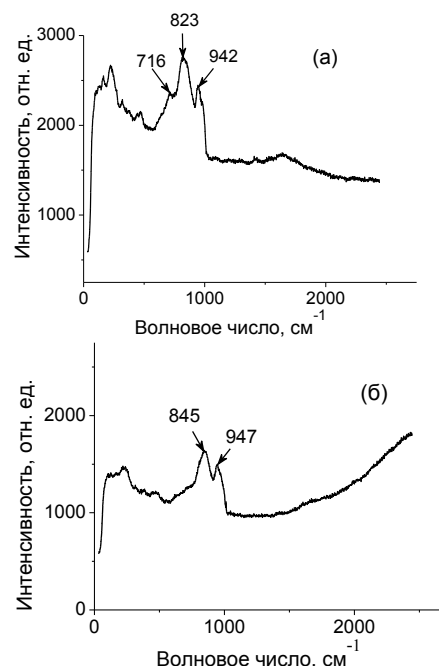 823
3000
716
942
(а)
2000
1000
0
1000
2000
Интенсивность, отн. ед.
Волновое число, см⁻¹
(б)
2000
845
947
1000
0
0
1000
2000
Интенсивность, отн. ед.
Волновое число, см⁻¹